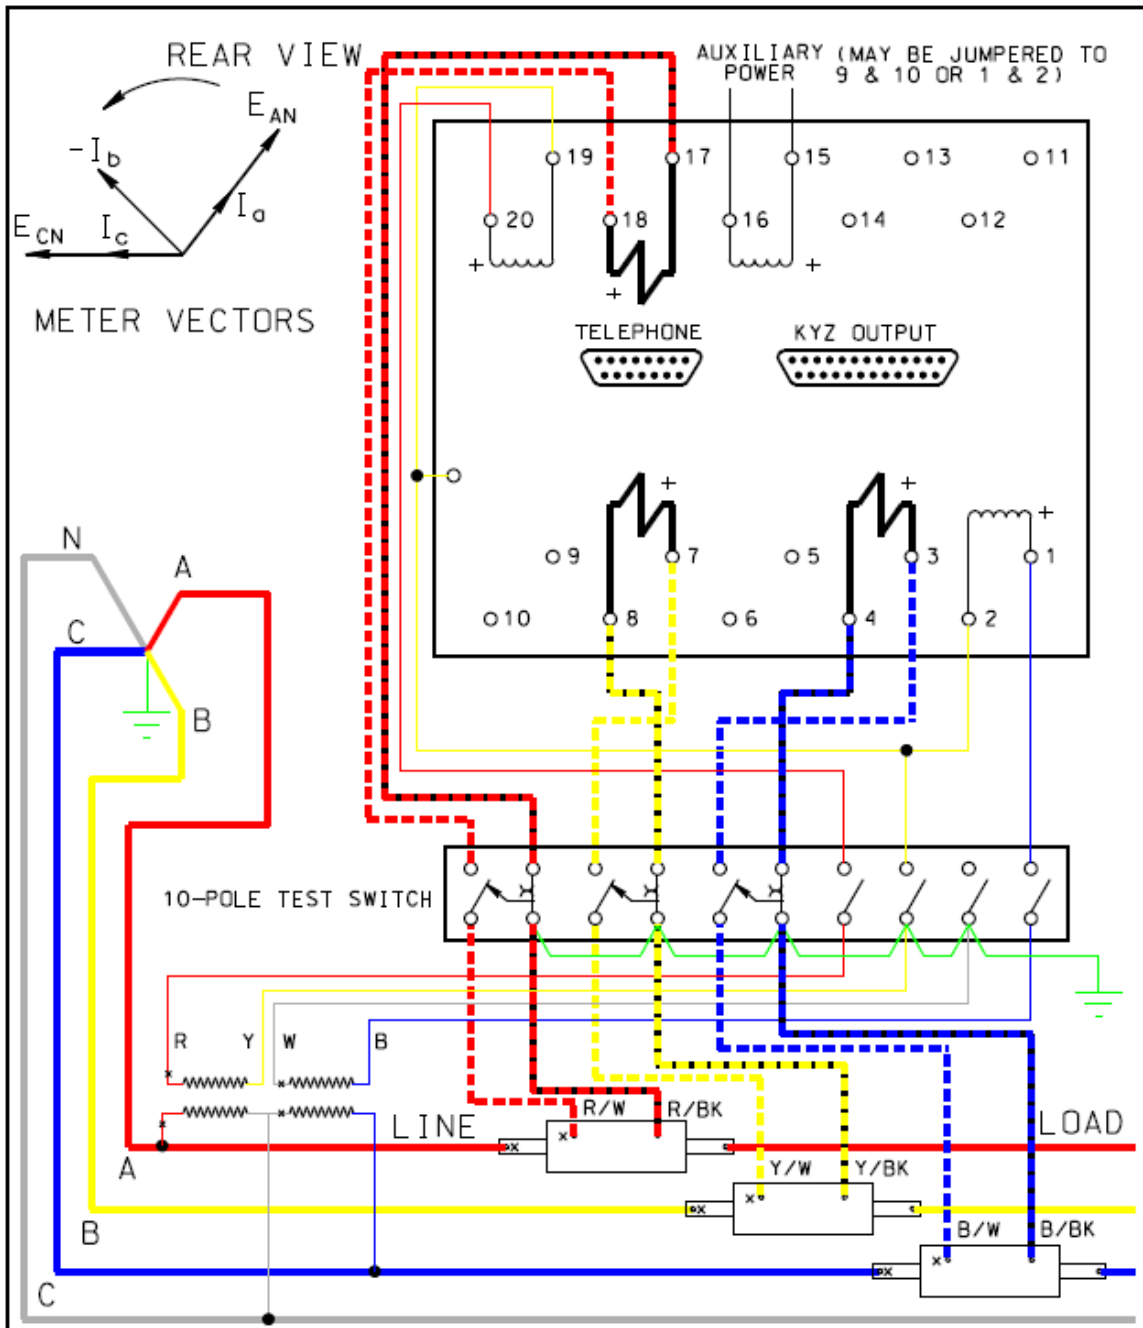 REAR VIEW
AUXILIARY (MAY BE JUMPERED TO
POWER 9 & 10 OR 1 & 2)
E AN
-I b
I a
E CN
I c
METER VECTORS
19
17
15
13
11
20
18
16
14
12
+
+
+
TELEPHONE
KYZ OUTPUT
+
+
+
9
7
5
3
1
10
8
6
4
2
N
A
C
B
10-POLE TEST SWITCH
R
Y
W
B
LINE
R/W
R/BK
LOAD
A
Y/W
Y/BK
B
B/W
B/BK
C